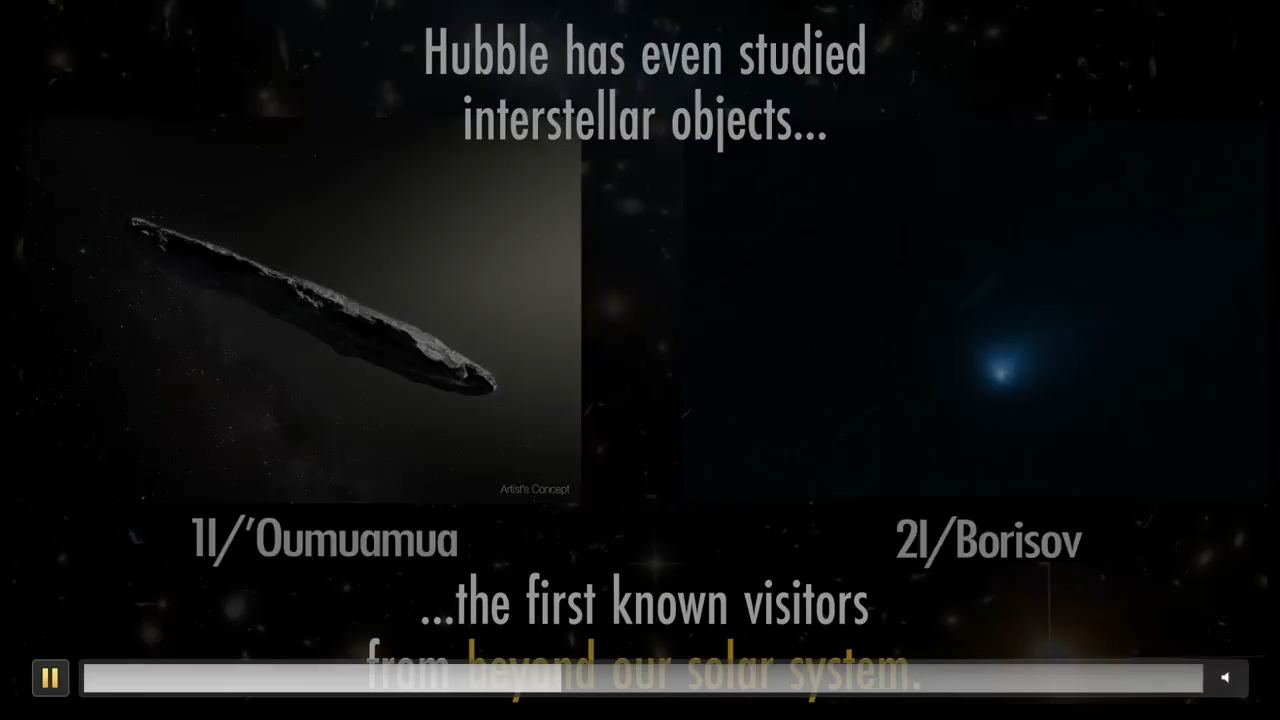 Hubble has even studied
interstellar objects...
Artist's Concept
1I/‘Oumuamua
2I/Borisov
...the first known visitors
from beyond our solar system.